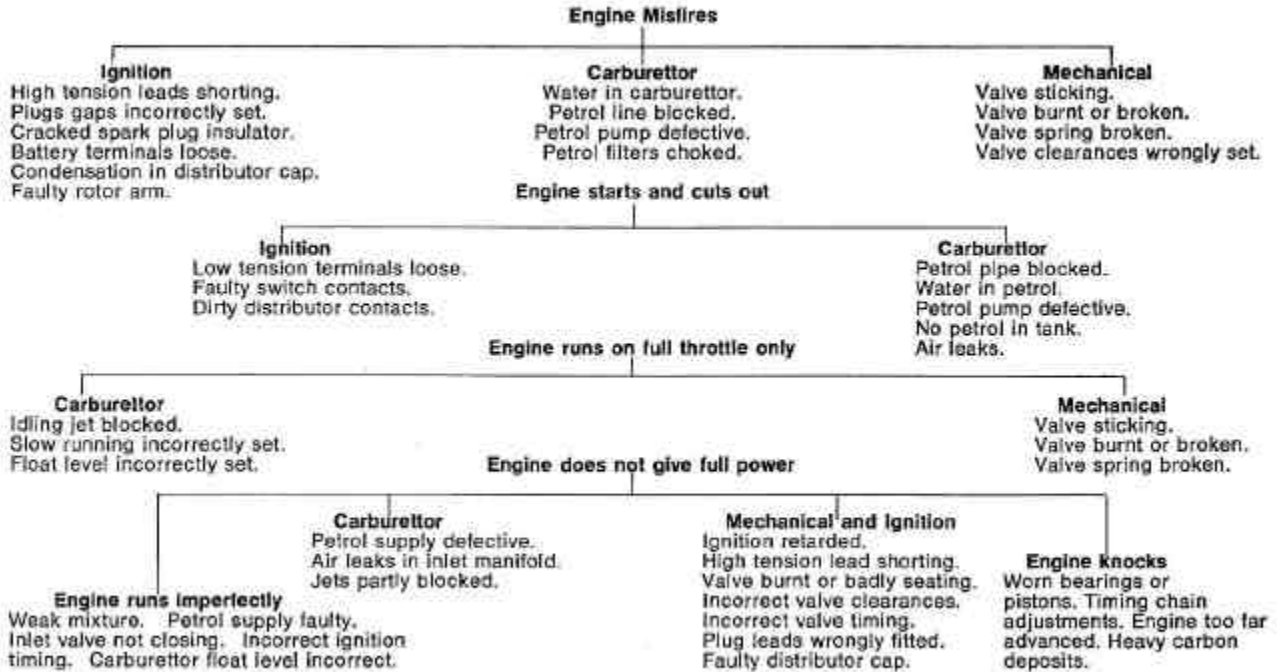 Engine Misfires
Ignition
High tension leads shorting.
Plugs gaps incorrectly set.
Cracked spark plug insulator.
Battery terminals loose.
Condensation in distributor cap.
Faulty rotor arm.
Carburettor
Water in carburettor.
Petrol line blocked.
Petrol pump defective.
Petrol filters choked.
Mechanical
Valve sticking.
Valve burnt or broken.
Valve spring broken.
Valve clearances wrongly set.
Engine starts and cuts out
Ignition
Low tension terminals loose.
Faulty switch contacts.
Dirty distributor contacts.
Carburettor
Petrol pipe blocked.
Water in petrol.
Petrol pump defective.
No petrol in tank.
Air leaks.
Engine runs on full throttle only
Carburettor
Idling jet blocked.
Slow running incorrectly set.
Float level incorrectly set.
Mechanical
Valve sticking.
Valve burnt or broken.
Valve spring broken.
Engine does not give full power
Engine runs imperfectly
Weak mixture. Petrol supply faulty.
Inlet valve not closing. Incorrect ignition
timing. Carburettor float level incorrect.
Carburettor
Petrol supply defective.
Air leaks in inlet manifold.
Jets partly blocked.
Mechanical and Ignition
Ignition retarded.
High tension lead shorting.
Valve burnt or badly seating.
Incorrect valve clearances.
Incorrect valve timing.
Plug leads wrongly fitted.
Faulty distributor cap.
Engine knocks
Worn bearings or
pistons. Timing chain
adjustments. Engine too far
advanced. Heavy carbon
deposits.